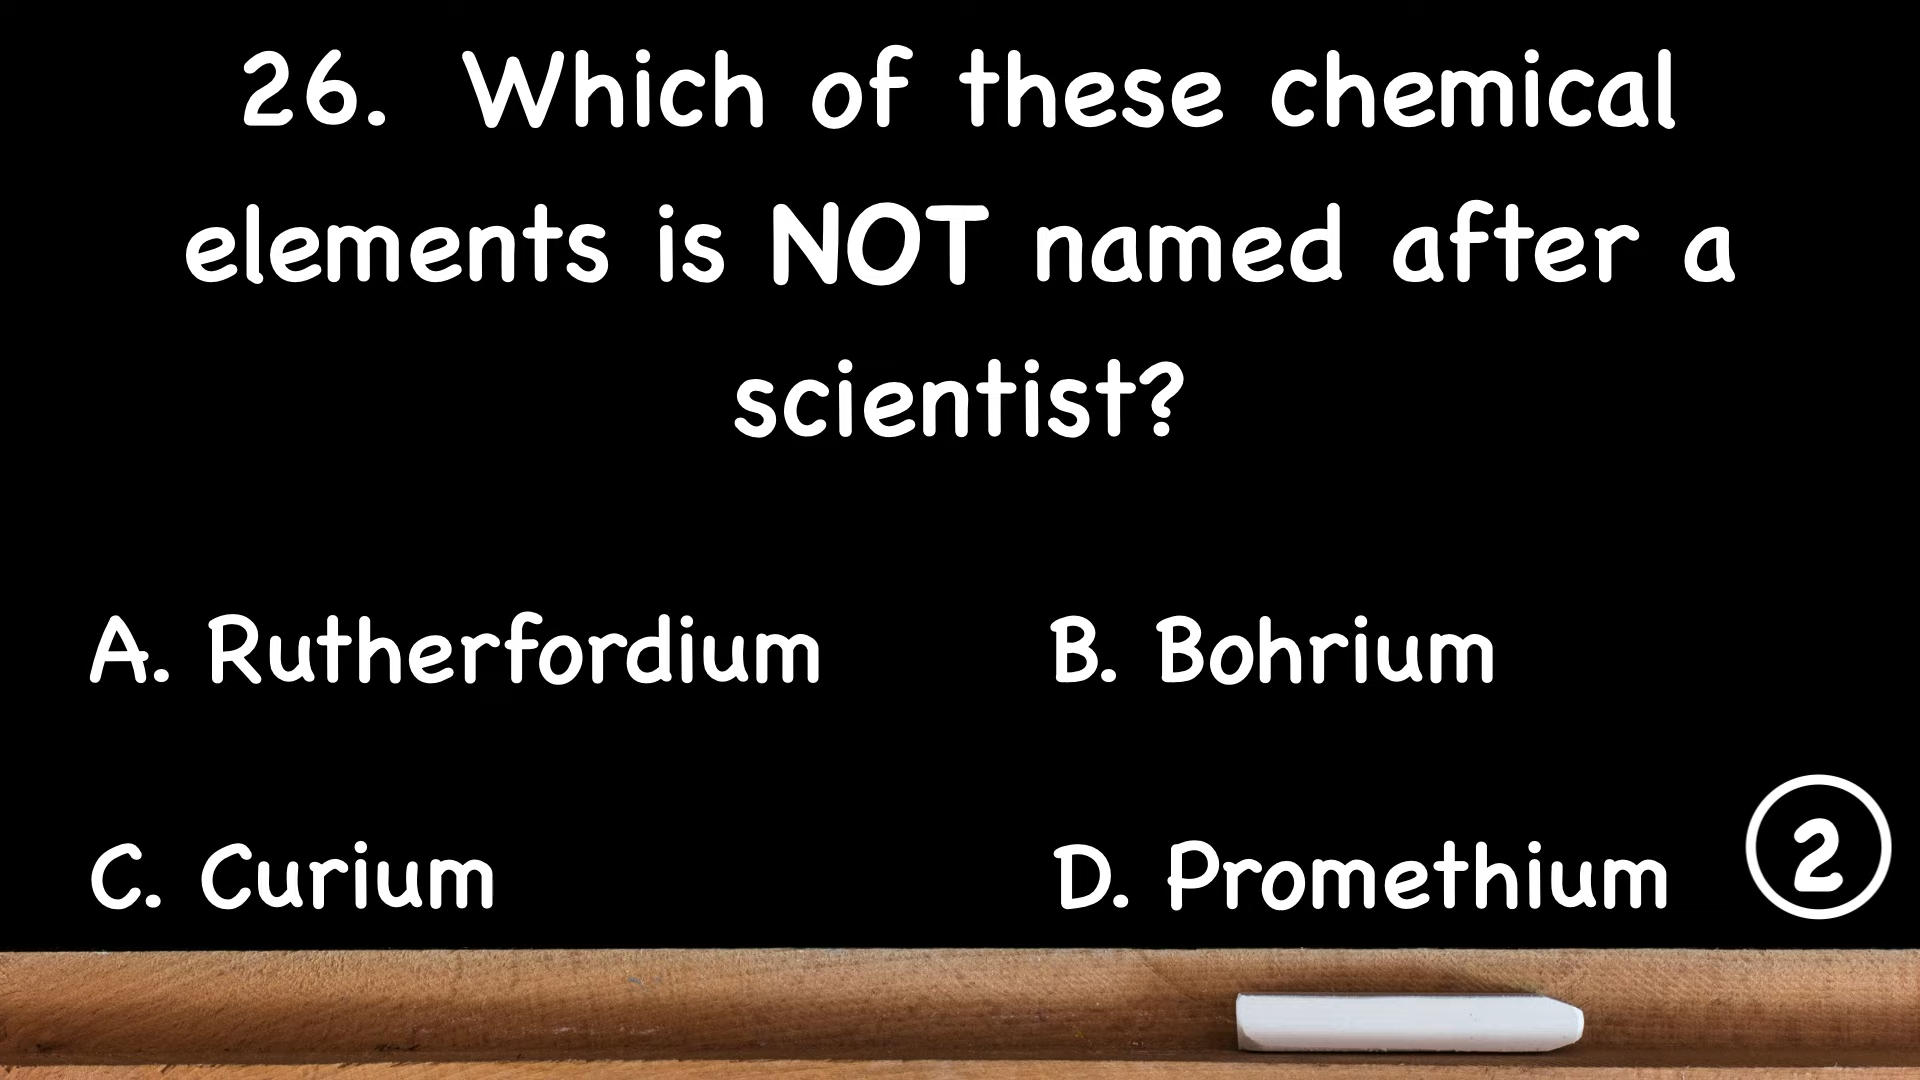 26. Which of these chemical
elements is NOT named after a
scientist?
A. Rutherfordium
B. Bohrium
C. Curium
D. Promethium
2